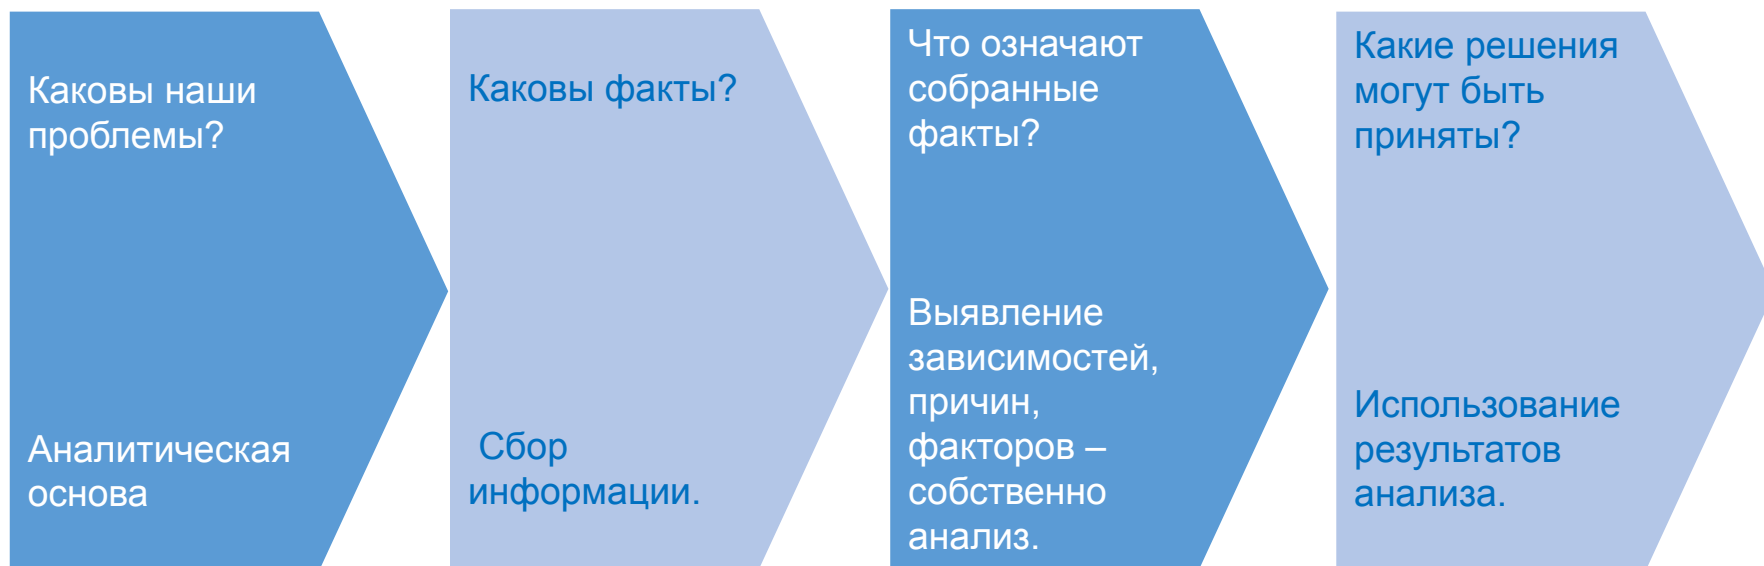 Каковы наши
проблемы?
Аналитическая
основа
Каковы факты?
Сбор
информации.
Что означают
собранные
факты?
Выявление
зависимостей,
причин,
факторов –
собственно
анализ.
Какие решения
могут быть
приняты?
Использование
результатов
анализа.